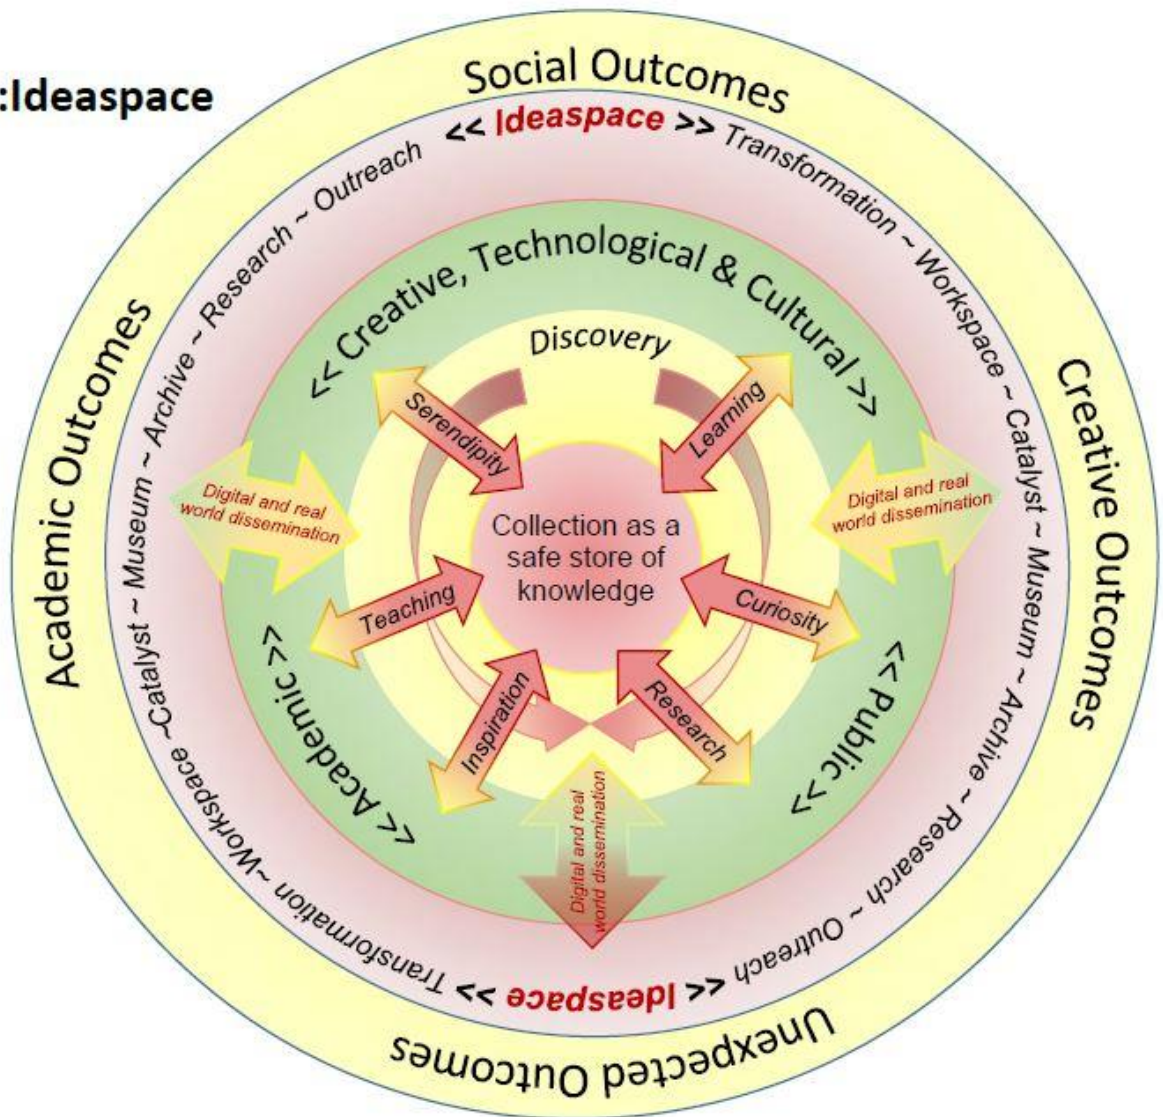 :Ideaspace
Social Outcomes
Creative Outcomes
Unexpected Outcomes
Academic Outcomes
<< Ideaspace >> Transformation ~ Workspace ~ Catalyst ~ Museum ~ Archive ~ Research ~ Outreach
<< Ideaspace >> Transformation ~ Workspace ~Catalyst ~ Museum ~ Archive ~ Research ~ Outreach
<< Creative, Technological & Cultural >>
<< Public >>
<< Academic >>
Discovery
Serendipity
Learning
Digital and real
world dissemination
Digital and real
world dissemination
Collection as a
safe store of
knowledge
Teaching
Curiosity
Inspiration
Research
Digital and real
world dissemination